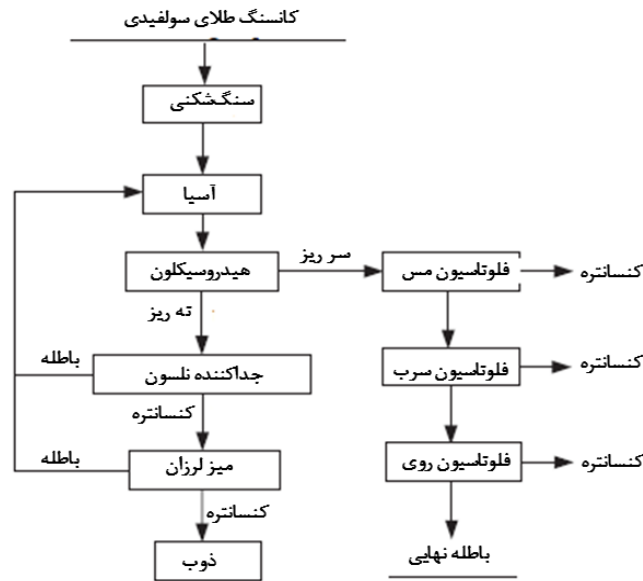 کانسنگ طلای سولفیدی
سنگ‌شکنی
آسیا
هیدروسیکلون
سر ریز
فلوتاسیون مس
کنسانتره
ته ریز
باطله
جداکننده نلسون
فلوتاسیون سرب
کنسانتره
کنسانتره
باطله
میز لرزان
فلوتاسیون روی
کنسانتره
کنسانتره
ذوب
باطله نهایی